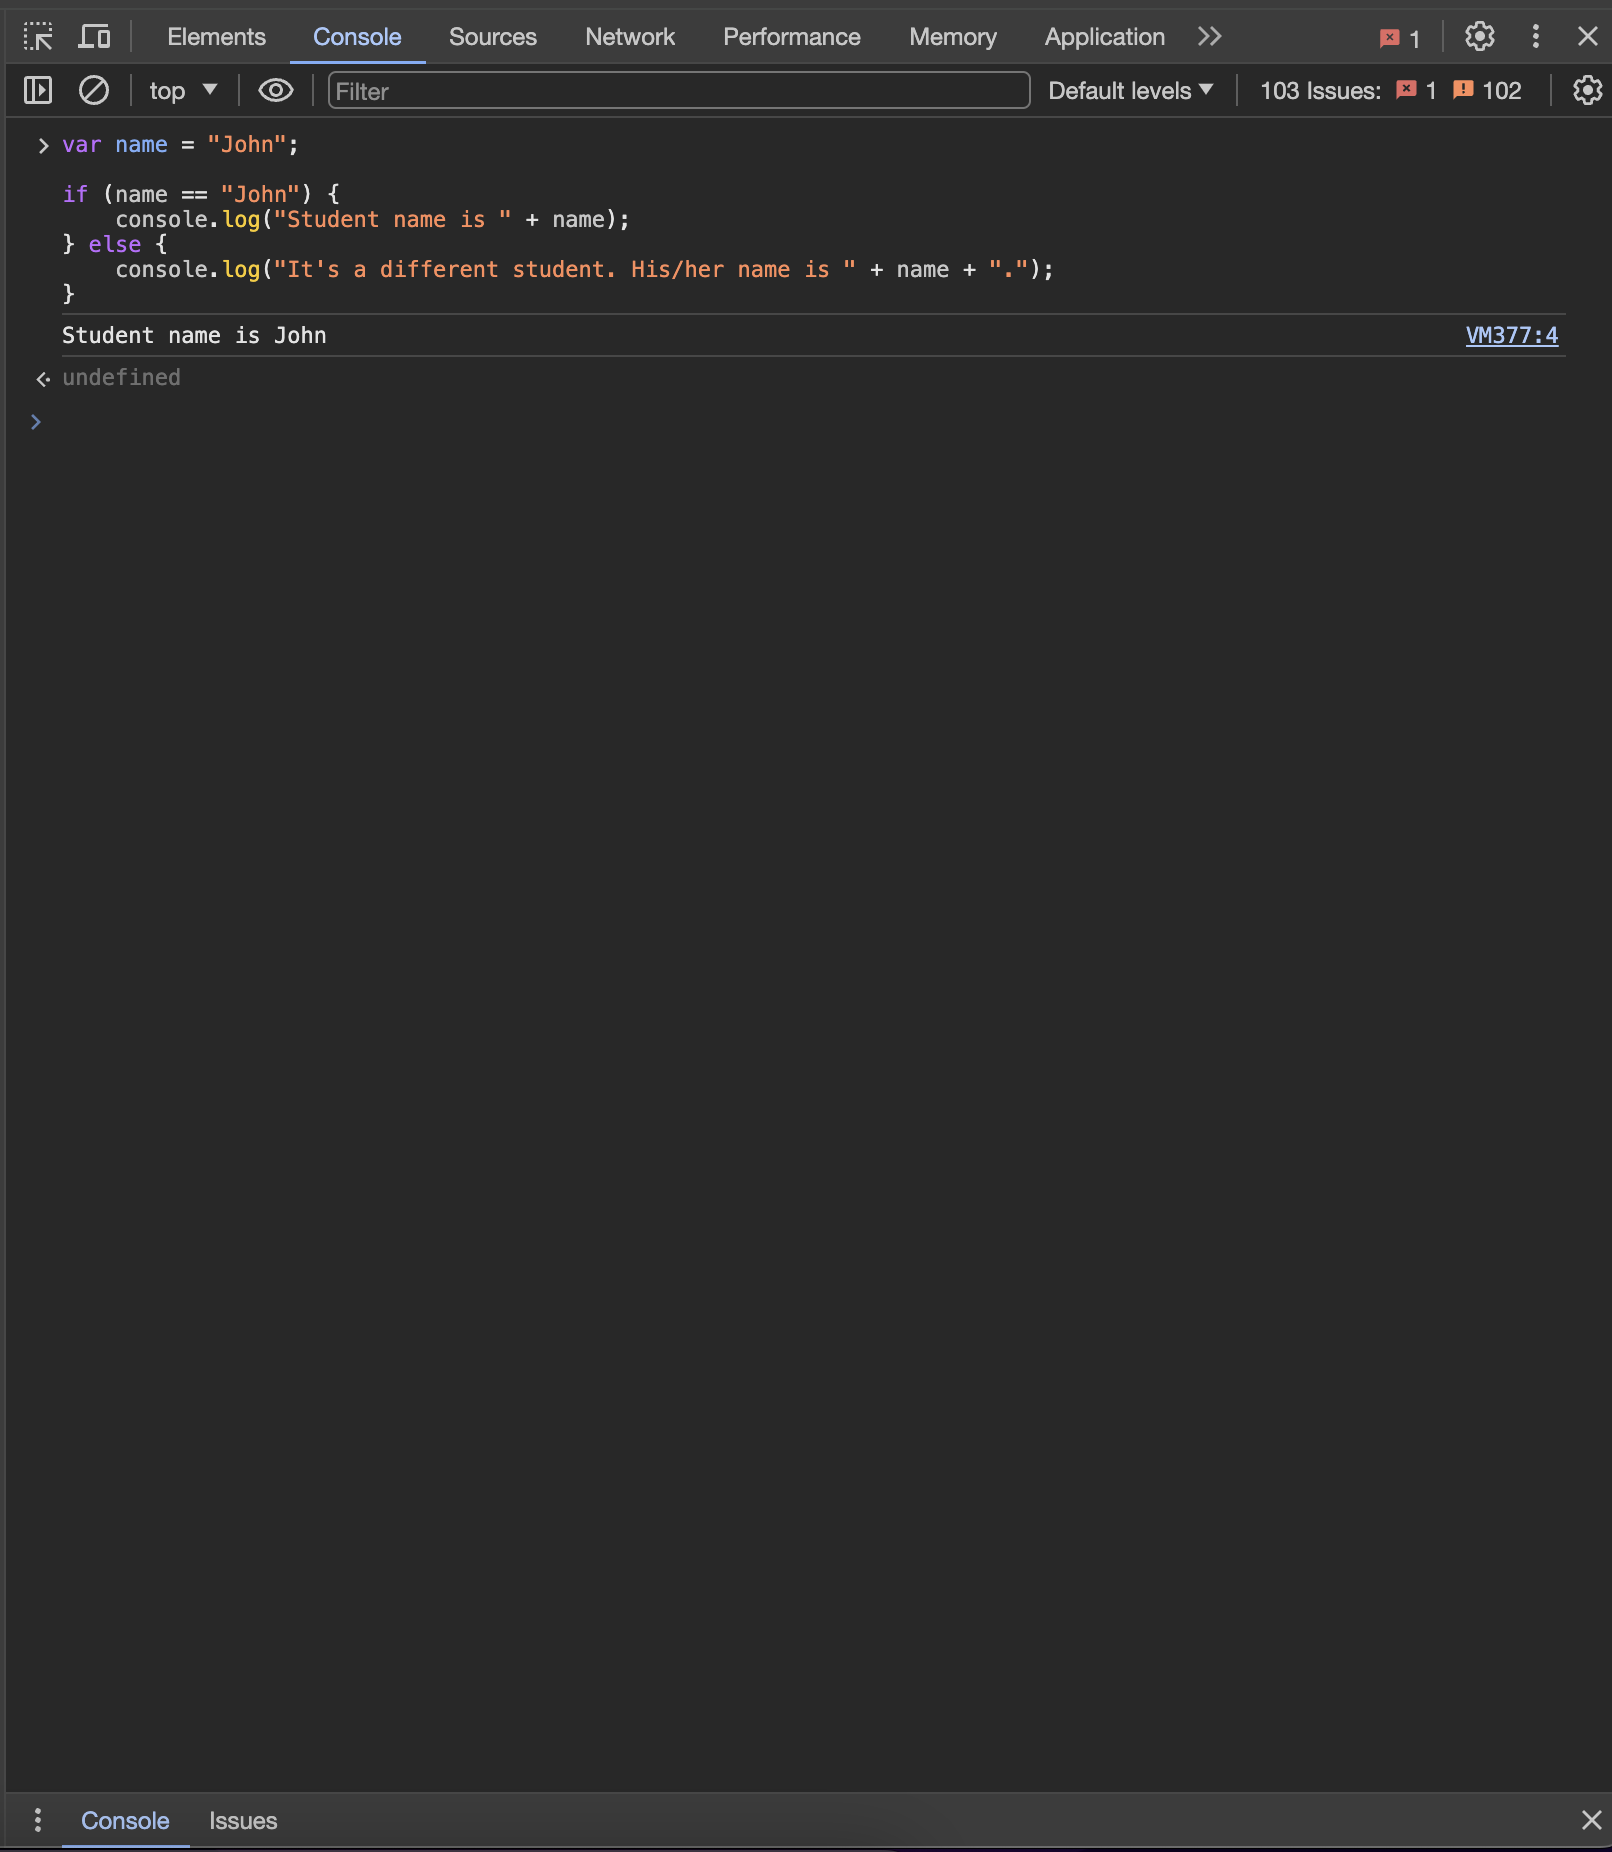 Elements Console Sources Network Performance Memory Application 1
top Filter Default levels 103 Issues: 1 102
var name = "John";
if (name == "John") {
    console.log("Student name is " + name);
} else {
    console.log("It's a different student. His/her name is " + name + ".");
}
Student name is John VM377:4
undefined
Console Issues